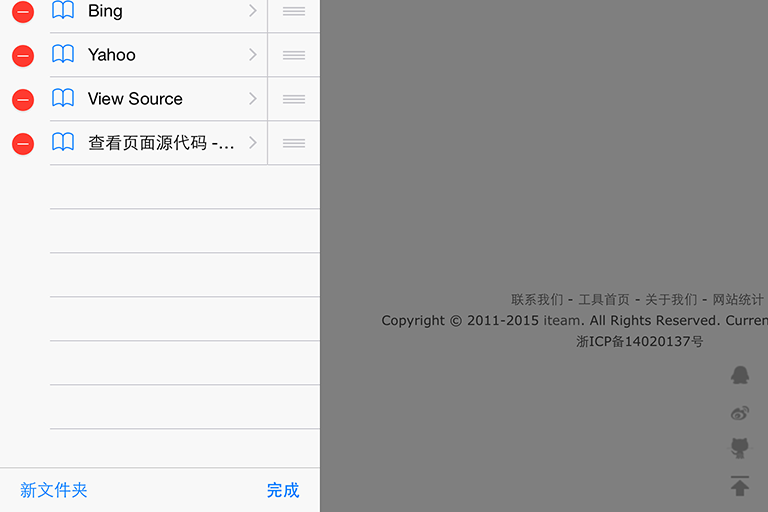 Bing
Yahoo
View Source
查看页面源代码 -...
新文件夹 完成
联系我们 - 工具首页 - 关于我们 - 网站统计
Copyright © 2011-2015 iteam. All Rights Reserved. Curren
浙ICP备14020137号